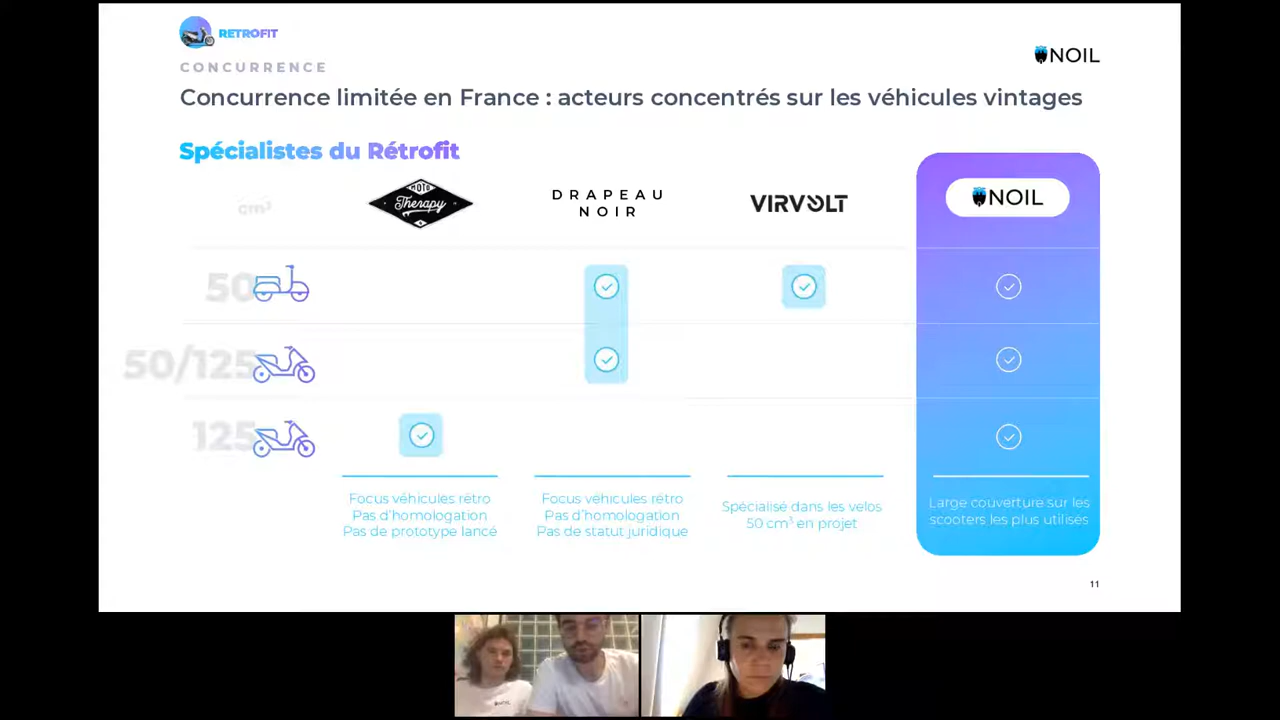 RETROFIT
NOIL
CONCURRENCE
Concurrence limitée en France : acteurs concentrés sur les véhicules vintages
Spécialistes du Rétrofit
cm³
MOTO
Therapy
DRAPEAU
NOIR
VIRVOLT
NOIL
50
50/125
125
Focus véhicules rétro
Pas d'homologation
Pas de prototype lancé
Focus véhicules rétro
Pas d'homologation
Pas de statut juridique
Spécialisé dans les velos
50 cm³ en projet
Large couverture sur les
scooters les plus utilisés
11
NOIL